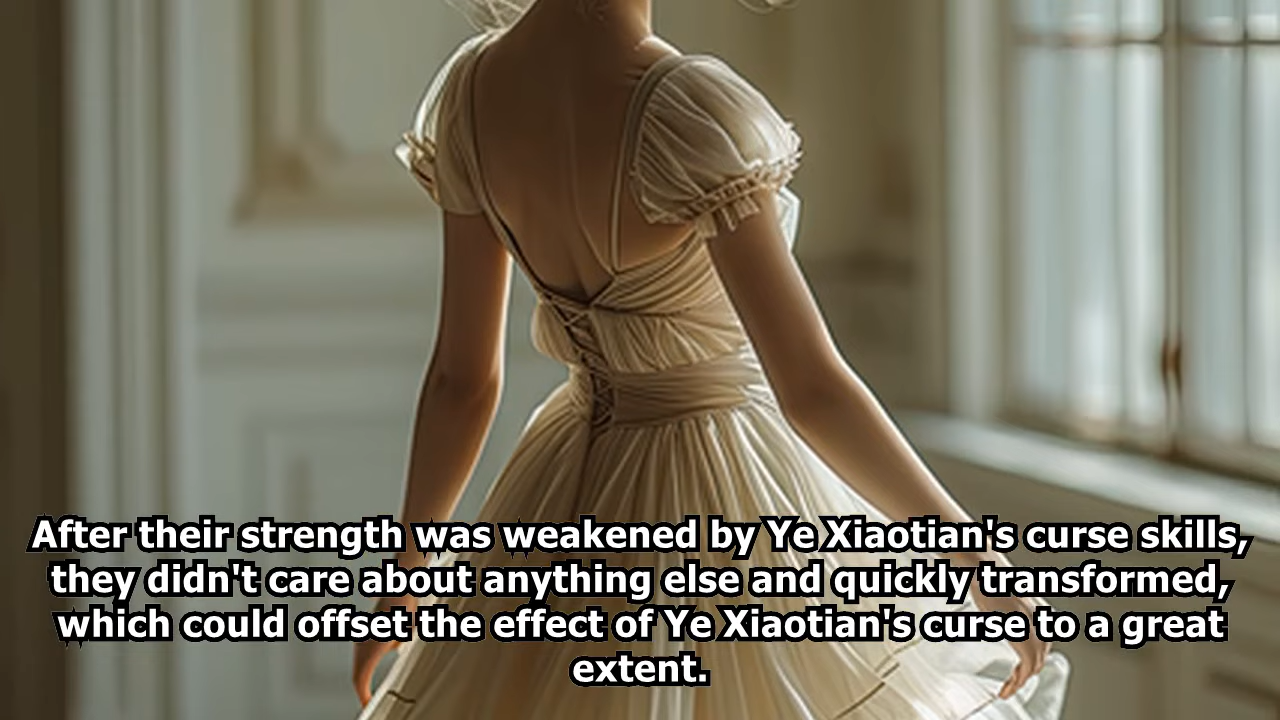 After their strength was weakened by Ye Xiaotian's curse skills,
they didn't care about anything else and quickly transformed,
which could offset the effect of Ye Xiaotian's curse to a great
extent.